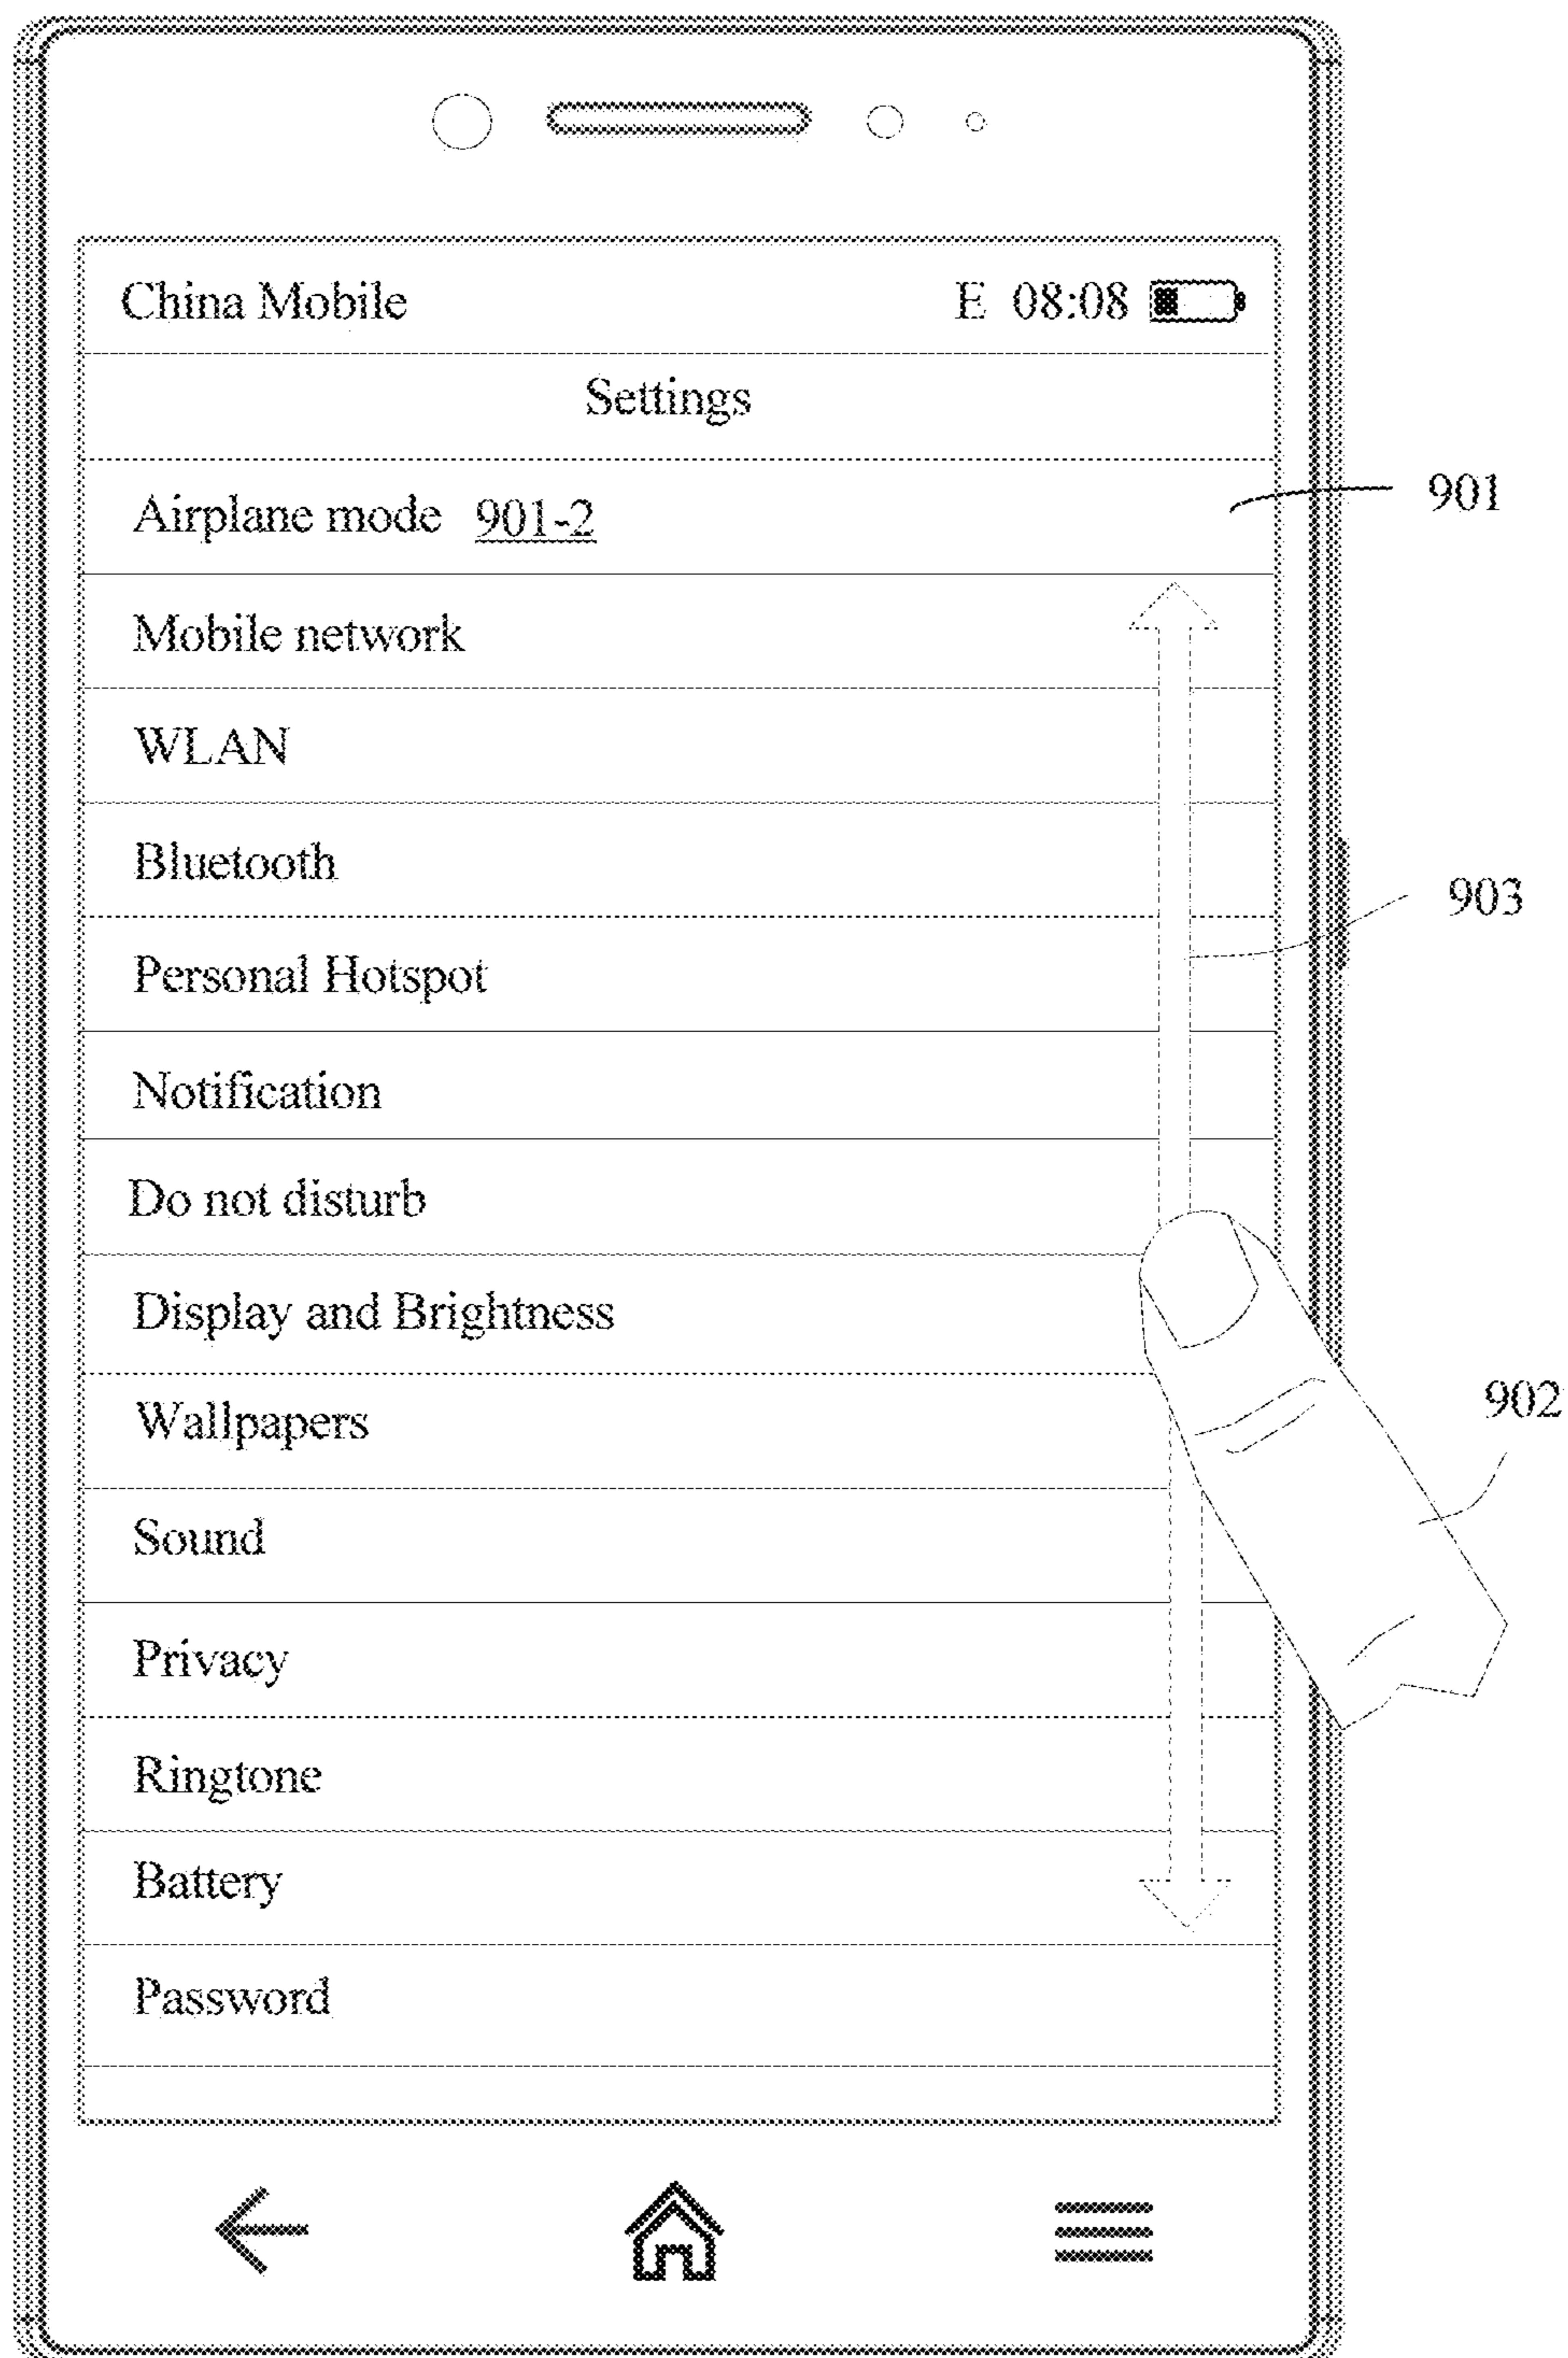 China Mobile E 08:08
Settings
Airplane mode 901-2
901
Mobile network
WLAN
Bluetooth
903
Personal Hotspot
Notification
Do not disturb
Display and Brightness
902
Wallpapers
Sound
Privacy
Ringtone
Battery
Password